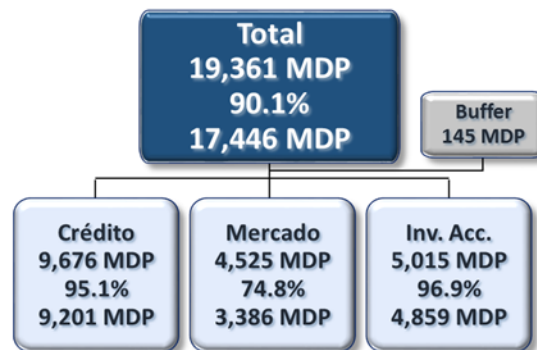 Total
19,361 MDP
90.1%
17,446 MDP
Buffer
145 MDP
Crédito
9,676 MDP
95.1%
9,201 MDP
Mercado
4,525 MDP
74.8%
3,386 MDP
Inv. Acc.
5,015 MDP
96.9%
4,859 MDP